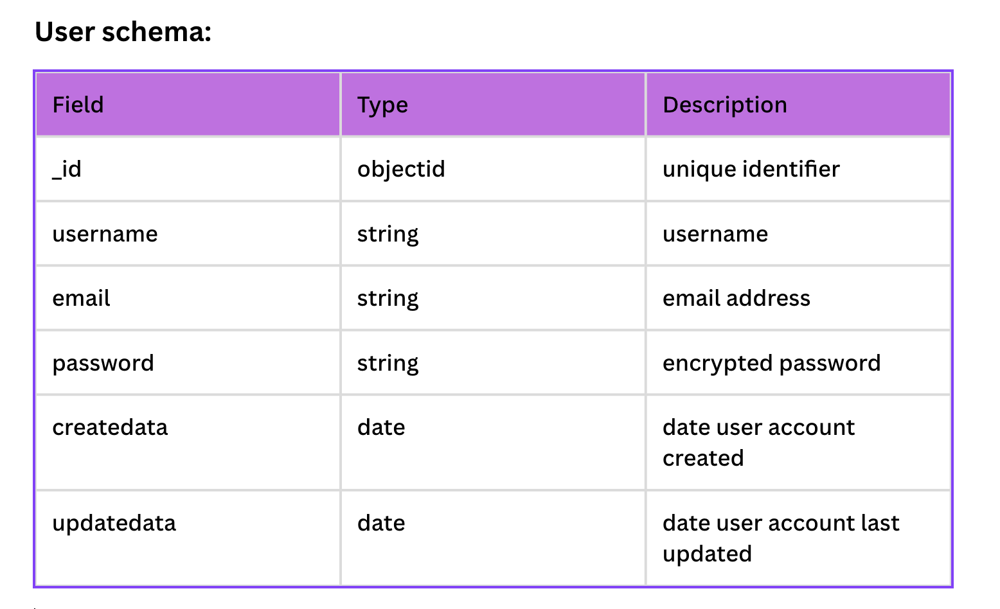 User schema:
Field Type Description
_id objectid unique identifier
username string username
email string email address
password string encrypted password
createdata date date user account
created
updatedata date date user account last
updated